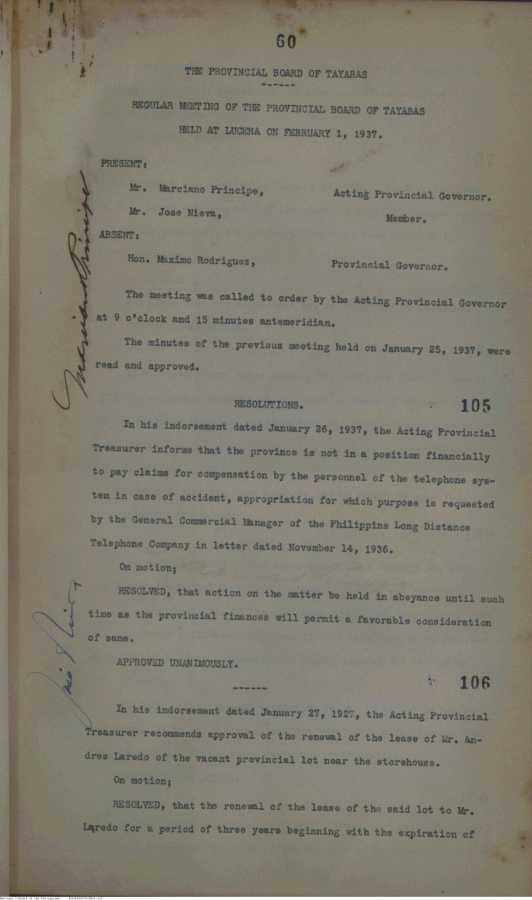 60
THE PROVINCIAL BOARD OF TAYABAS
REGULAR MEETING OF THE PROVINCIAL BOARD OF TAYABAS
HELD AT LUCENA ON FEBRUARY 1, 1937.
PRESENT:
Mr. Marciano Principe, Acting Provincial Governor.
Mr. Jose Nieva, Member.
ABSENT:
Hon. Maximo Rodriguez, Provincial Governor.
The meeting was called to order by the Acting Provincial Governor
at 9 o'clock and 15 minutes antemeridian.
The minutes of the previous meeting held on January 25, 1937, were
read and approved.
RESOLUTIONS. 105
In his indorsement dated January 26, 1937, the Acting Provincial
Treasurer informs that the province is not in a position financially
to pay claims for compensation by the personnel of the telephone sys-
tem in case of accident, appropriation for which purpose is requested
by the General Commercial Manager of the Philippine Long Distance
Telephone Company in letter dated November 14, 1936.
On motion;
RESOLVED, that action on the matter be held in abeyance until such
time as the provincial finances will permit a favorable consideration
of same.
APPROVED UNANIMOUSLY.
106
In his indorsement dated January 27, 1927, the Acting Provincial
Treasurer recommends approval of the renewal of the lease of Mr. An-
dres Laredo of the vacant provincial lot near the storehouse.
On motion;
RESOLVED, that the renewal of the lease of the said lot to Mr.
Laredo for a period of three years beginning with the expiration of
Marciano Principe
National Library of the Philippines